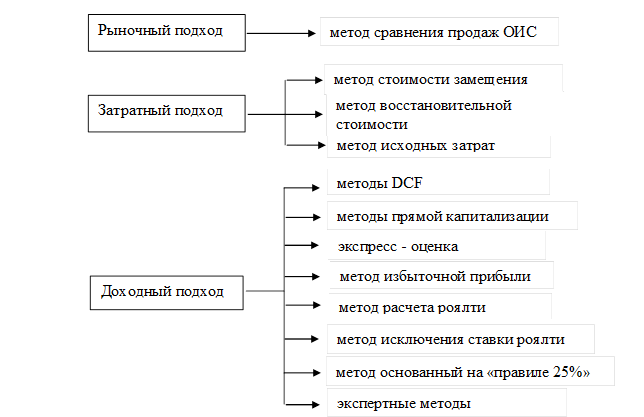 Рыночный подход
метод сравнения продаж ОИС
Затратный подход
метод стоимости замещения
метод восстановительной
стоимости
метод исходных затрат
Доходный подход
методы DCF
методы прямой капитализации
экспресс - оценка
метод избыточной прибыли
метод расчета роялти
метод исключения ставки роялти
метод основанный на «правиле 25%»
экспертные методы